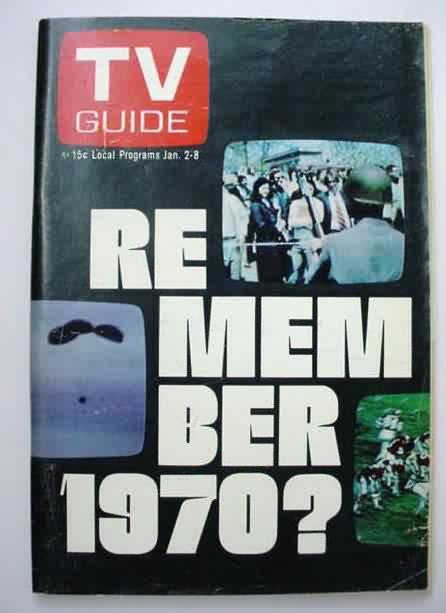 TV
GUIDE
15¢ Local Programs Jan. 2-8
RE
MEM
BER
1970?